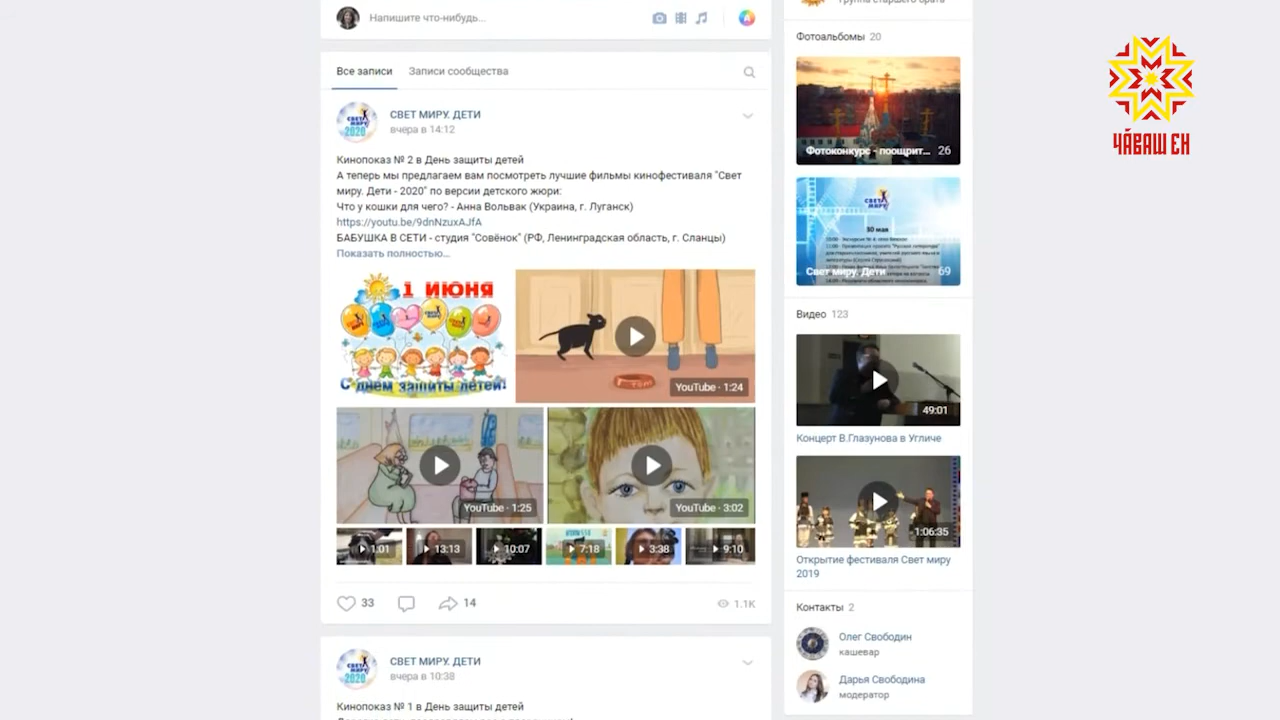 Напишите что-нибудь...
Все записи Записи сообщества
СВЕТ МИРУ. ДЕТИ
вчера в 14:12
Кинопоказ № 2 в День защиты детей
А теперь мы предлагаем вам посмотреть лучшие фильмы кинофестиваля "Свет
миру. Дети - 2020" по версии детского жюри:
Что у кошки для чего? - Анна Вольвак (Украина, г. Луганск)
https://youtu.be/9dnNzuxAJfA
БАБУШКА В СЕТИ - студия "Совёнок" (РФ, Ленинградская область, г. Сланцы)
Показать полностью...
1 ИЮНЯ
С днем защиты детей!
YouTube · 1:24
YouTube · 1:25
YouTube · 3:02
1:01
13:13
10:07
7:18
3:38
9:10
33
14
1.1K
СВЕТ МИРУ. ДЕТИ
вчера в 10:38
Кинопоказ № 1 в День защиты детей
Фотоальбомы 20
Фотоконкурс - поощрит... 26
СВЕТ МИРУ
30 мая
Свет миру. Дети 69
Видео 123
49:01
Концерт В.Глазунова в Угличе
1:06:35
Открытие фестиваля Свет миру
2019
Контакты 2
Олег Свободин
кашевар
Дарья Свободина
модератор
ЧӐВАШ ЕН